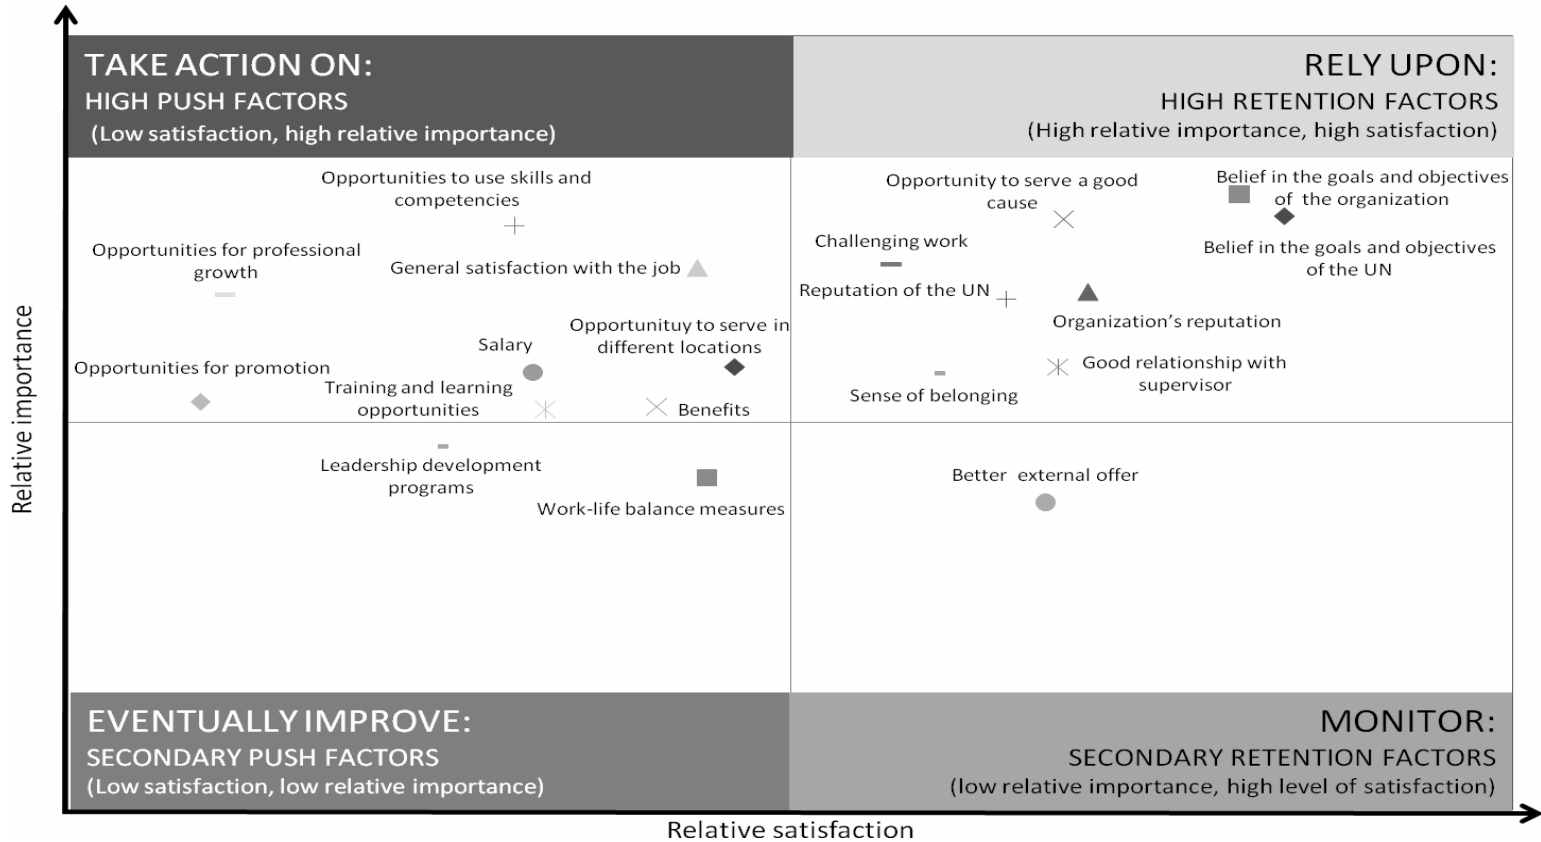 TAKE ACTION ON:
HIGH PUSH FACTORS
(Low satisfaction, high relative importance)
RELY UPON:
HIGH RETENTION FACTORS
(High relative importance, high satisfaction)
Opportunities to use skills and
competencies
Opportunities for professional
growth
General satisfaction with the job
Opportunituy to serve in
different locations
Salary
Opportunities for promotion
Training and learning
opportunities
Benefits
Opportunity to serve a good
cause
Belief in the goals and objectives
of the organization
Challenging work
Belief in the goals and objectives
of the UN
Reputation of the UN
Organization's reputation
Good relationship with
supervisor
Sense of belonging
Leadership development
programs
Work-life balance measures
Better external offer
EVENTUALLY IMPROVE:
SECONDARY PUSH FACTORS
(Low satisfaction, low relative importance)
MONITOR:
SECONDARY RETENTION FACTORS
(low relative importance, high level of satisfaction)
Relative importance
Relative satisfaction